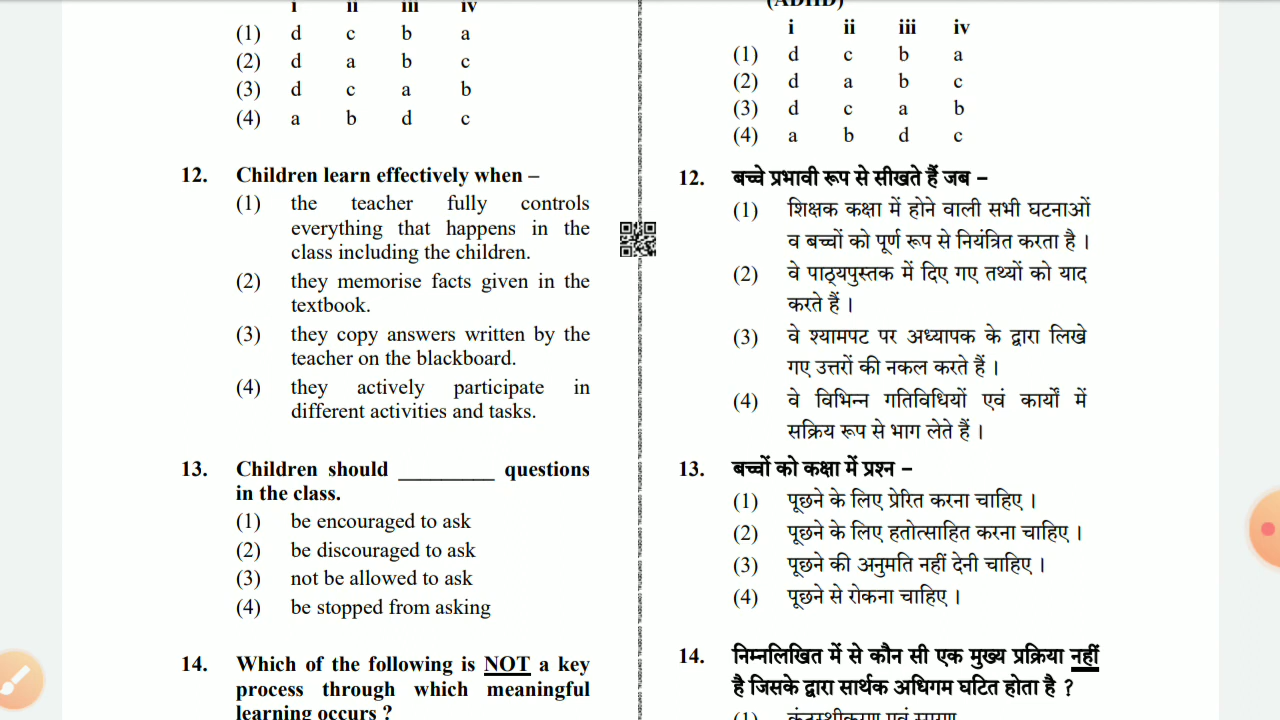 i ii iii iv
(1) d c b a
(2) d a b c
(3) d c a b
(4) a b d c
12. Children learn effectively when –
(1) the teacher fully controls
everything that happens in the
class including the children.
(2) they memorise facts given in the
textbook.
(3) they copy answers written by the
teacher on the blackboard.
(4) they actively participate in
different activities and tasks.
13. Children should _________ questions
in the class.
(1) be encouraged to ask
(2) be discouraged to ask
(3) not be allowed to ask
(4) be stopped from asking
14. Which of the following is NOT a key
process through which meaningful
learning occurs ?
(ADHD)
i ii iii iv
(1) d c b a
(2) d a b c
(3) d c a b
(4) a b d c
12. बच्चे प्रभावी रूप से सीखते हैं जब –
(1) शिक्षक कक्षा में होने वाली सभी घटनाओं
व बच्चों को पूर्ण रूप से नियंत्रित करता है ।
(2) वे पाठ्यपुस्तक में दिए गए तथ्यों को याद
करते हैं ।
(3) वे श्यामपट पर अध्यापक के द्वारा लिखे
गए उत्तरों की नकल करते हैं ।
(4) वे विभिन्न गतिविधियों एवं कार्यों में
सक्रिय रूप से भाग लेते हैं ।
13. बच्चों को कक्षा में प्रश्न –
(1) पूछने के लिए प्रेरित करना चाहिए ।
(2) पूछने के लिए हतोत्साहित करना चाहिए ।
(3) पूछने की अनुमति नहीं देनी चाहिए ।
(4) पूछने से रोकना चाहिए ।
14. निम्नलिखित में से कौन सी एक मुख्य प्रक्रिया नहीं
है जिसके द्वारा सार्थक अधिगम घटित होता है ?
(1) कंठस्थीकरण एवं स्मरण